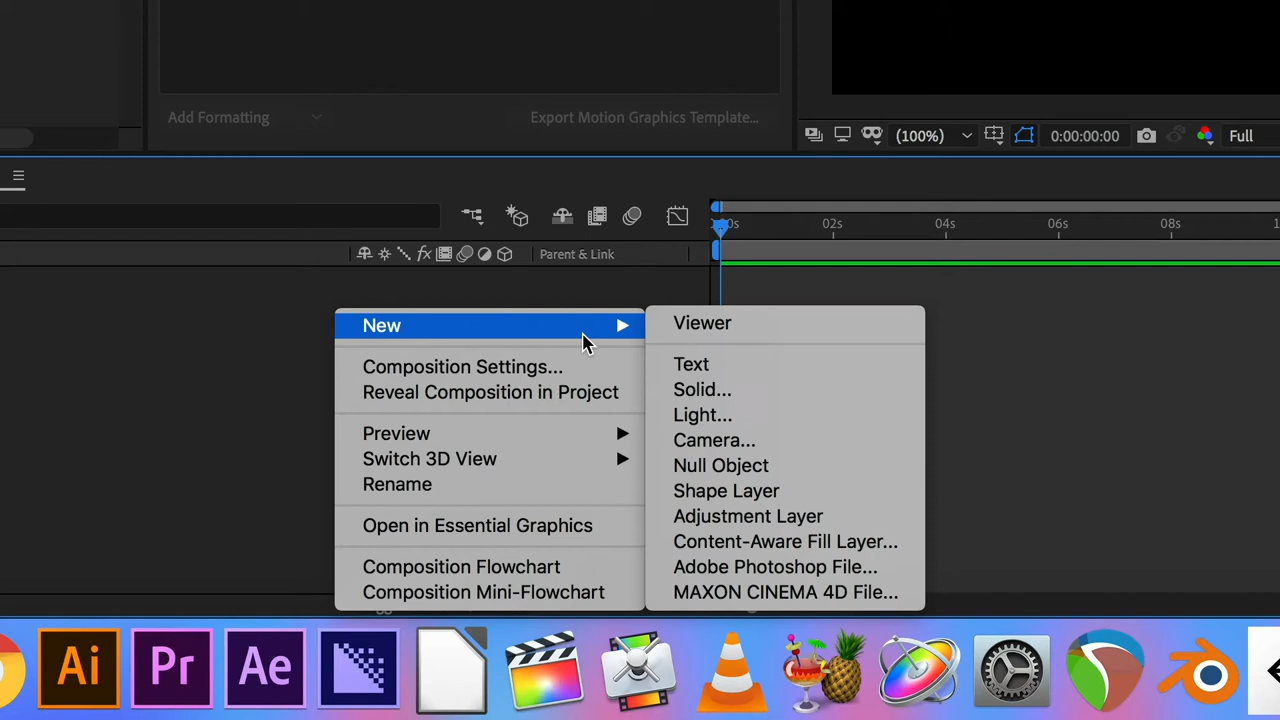 Add Formatting
Export Motion Graphics Template...
(100%)
0:00:00:00
Full
02s
04s
06s
08s
fx
Parent & Link
New
Composition Settings...
Reveal Composition in Project
Preview
Switch 3D View
Rename
Open in Essential Graphics
Composition Flowchart
Composition Mini-Flowchart
Viewer
Text
Solid...
Light...
Camera...
Null Object
Shape Layer
Adjustment Layer
Content-Aware Fill Layer...
Adobe Photoshop File...
MAXON CINEMA 4D File...
Ai
Pr
Ae